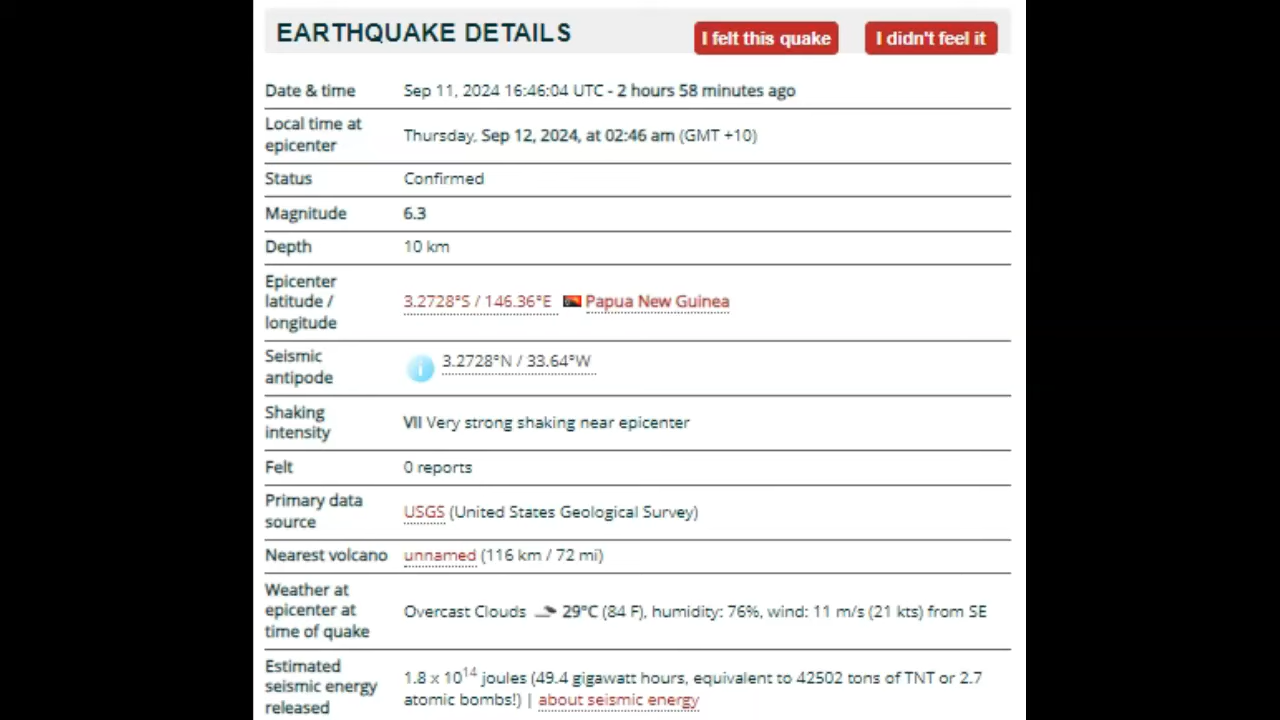 EARTHQUAKE DETAILS
I felt this quake
I didn't feel it
Date & time
Sep 11, 2024 16:46:04 UTC - 2 hours 58 minutes ago
Local time at
epicenter
Thursday, Sep 12, 2024, at 02:46 am (GMT +10)
Status
Confirmed
Magnitude
6.3
Depth
10 km
Epicenter
latitude /
longitude
3.2728°S / 146.36°E Papua New Guinea
Seismic
antipode
i 3.2728°N / 33.64°W
Shaking
intensity
VII Very strong shaking near epicenter
Felt
0 reports
Primary data
source
USGS (United States Geological Survey)
Nearest volcano
unnamed (116 km / 72 mi)
Weather at
epicenter at
time of quake
Overcast Clouds 29°C (84 F), humidity: 76%, wind: 11 m/s (21 kts) from SE
Estimated
seismic energy
released
1.8 x 10¹⁴ joules (49.4 gigawatt hours, equivalent to 42502 tons of TNT or 2.7
atomic bombs!) | about seismic energy